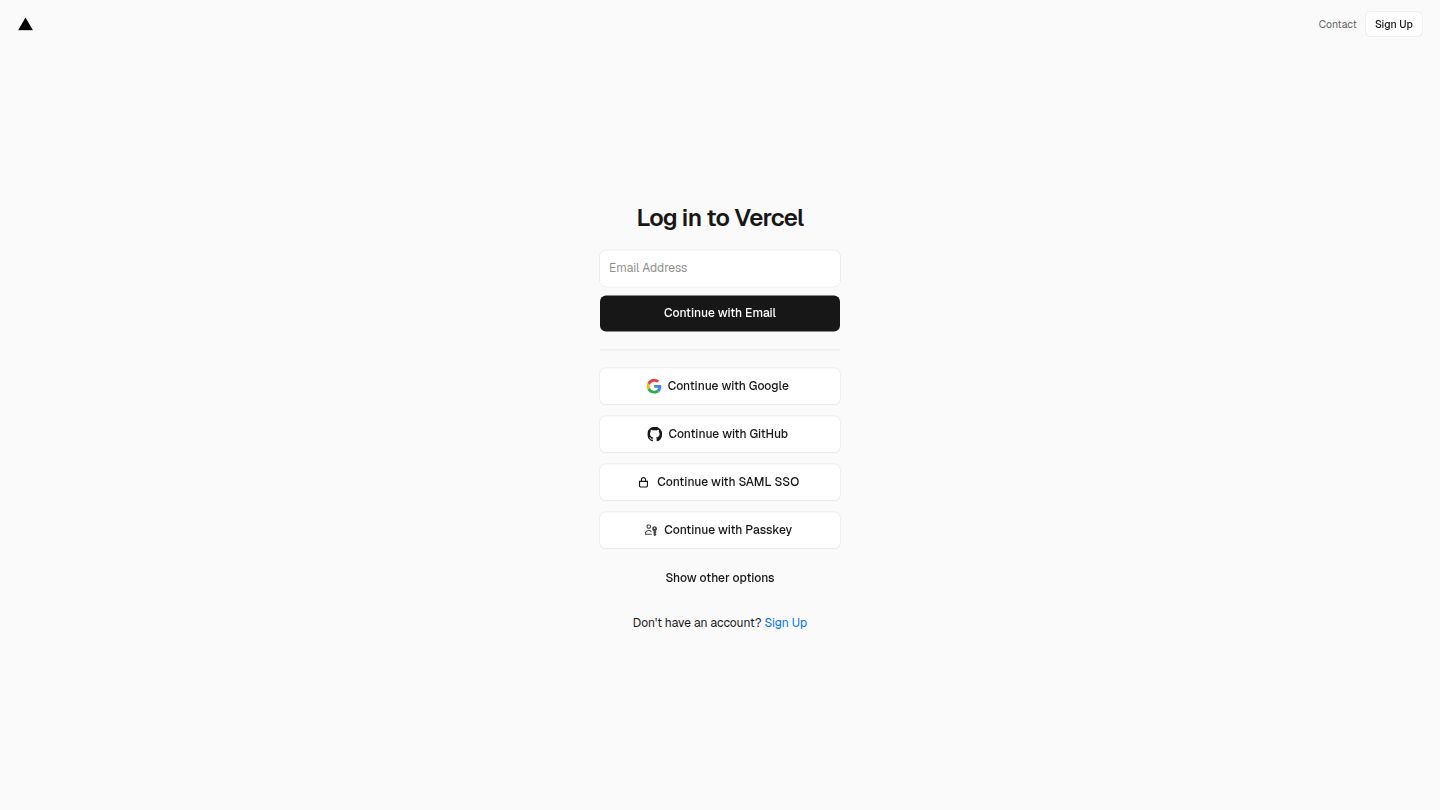 Contact
Sign Up
Log in to Vercel
Email Address
Continue with Email
Continue with Google
Continue with GitHub
Continue with SAML SSO
Continue with Passkey
Show other options
Don't have an account? Sign Up